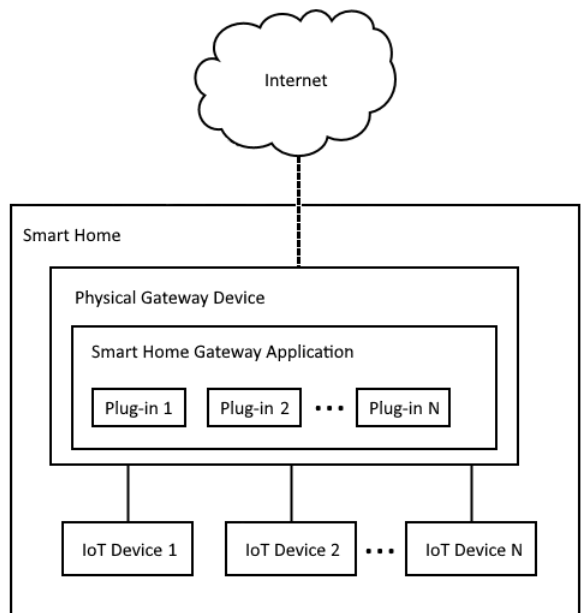 Internet
Smart Home
Physical Gateway Device
Smart Home Gateway Application
Plug-in 1 Plug-in 2 ••• Plug-in N
IoT Device 1 IoT Device 2 ••• IoT Device N